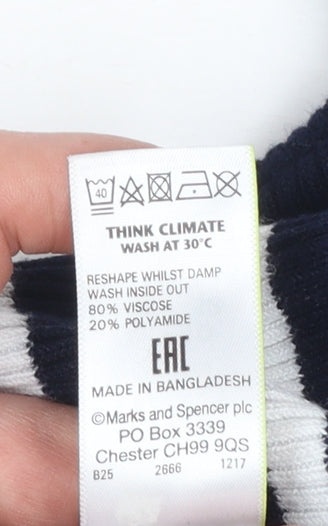 40
THINK CLIMATE
WASH AT 30°C
RESHAPE WHILST DAMP
WASH INSIDE OUT
80% VISCOSE
20% POLYAMIDE
EAC
MADE IN BANGLADESH
©Marks and Spencer plc
PO Box 3339
Chester CH99 9QS
B25 2666 1217